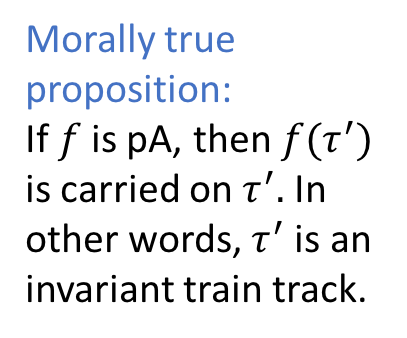 Morally true
proposition:
If 𝑓 is pA, then 𝑓(𝜏′)
is carried on 𝜏′. In
other words, 𝜏′ is an
invariant train track.